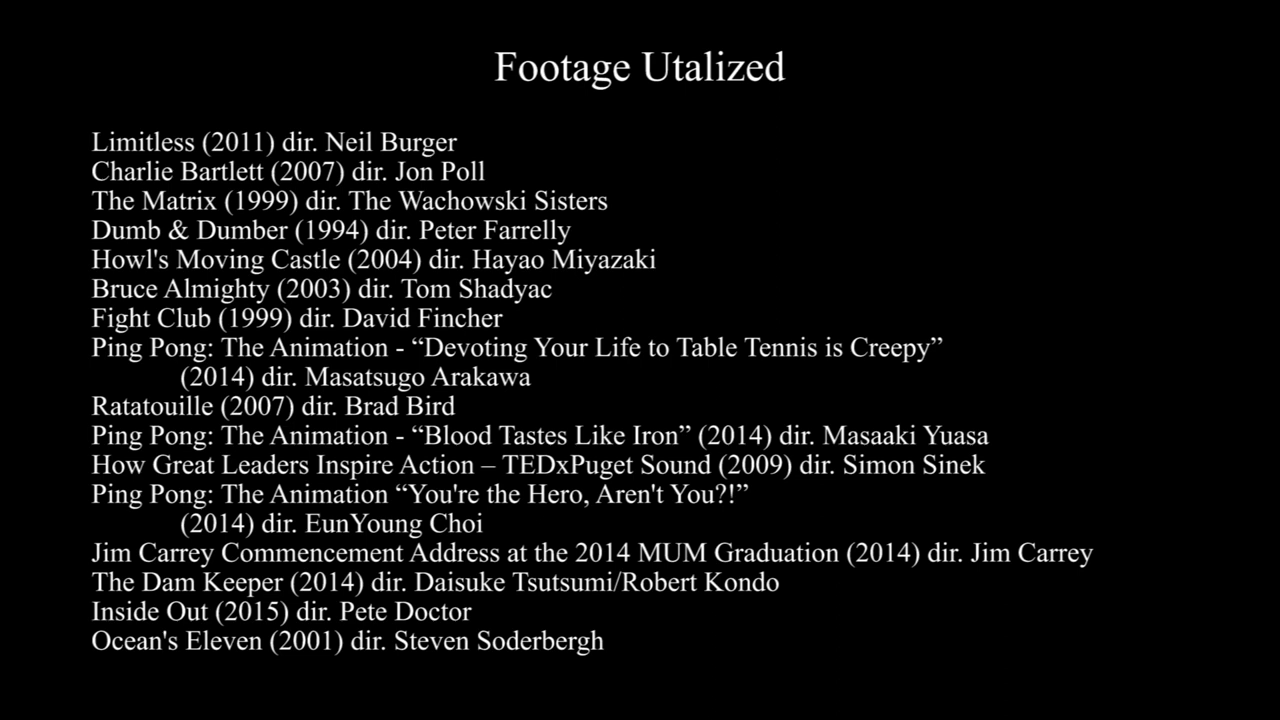 Footage Utalized
Limitless (2011) dir. Neil Burger
Charlie Bartlett (2007) dir. Jon Poll
The Matrix (1999) dir. The Wachowski Sisters
Dumb & Dumber (1994) dir. Peter Farrelly
Howl's Moving Castle (2004) dir. Hayao Miyazaki
Bruce Almighty (2003) dir. Tom Shadyac
Fight Club (1999) dir. David Fincher
Ping Pong: The Animation - “Devoting Your Life to Table Tennis is Creepy”
(2014) dir. Masatsugo Arakawa
Ratatouille (2007) dir. Brad Bird
Ping Pong: The Animation - “Blood Tastes Like Iron” (2014) dir. Masaaki Yuasa
How Great Leaders Inspire Action – TEDxPuget Sound (2009) dir. Simon Sinek
Ping Pong: The Animation “You're the Hero, Aren't You?!”
(2014) dir. EunYoung Choi
Jim Carrey Commencement Address at the 2014 MUM Graduation (2014) dir. Jim Carrey
The Dam Keeper (2014) dir. Daisuke Tsutsumi/Robert Kondo
Inside Out (2015) dir. Pete Doctor
Ocean's Eleven (2001) dir. Steven Soderbergh